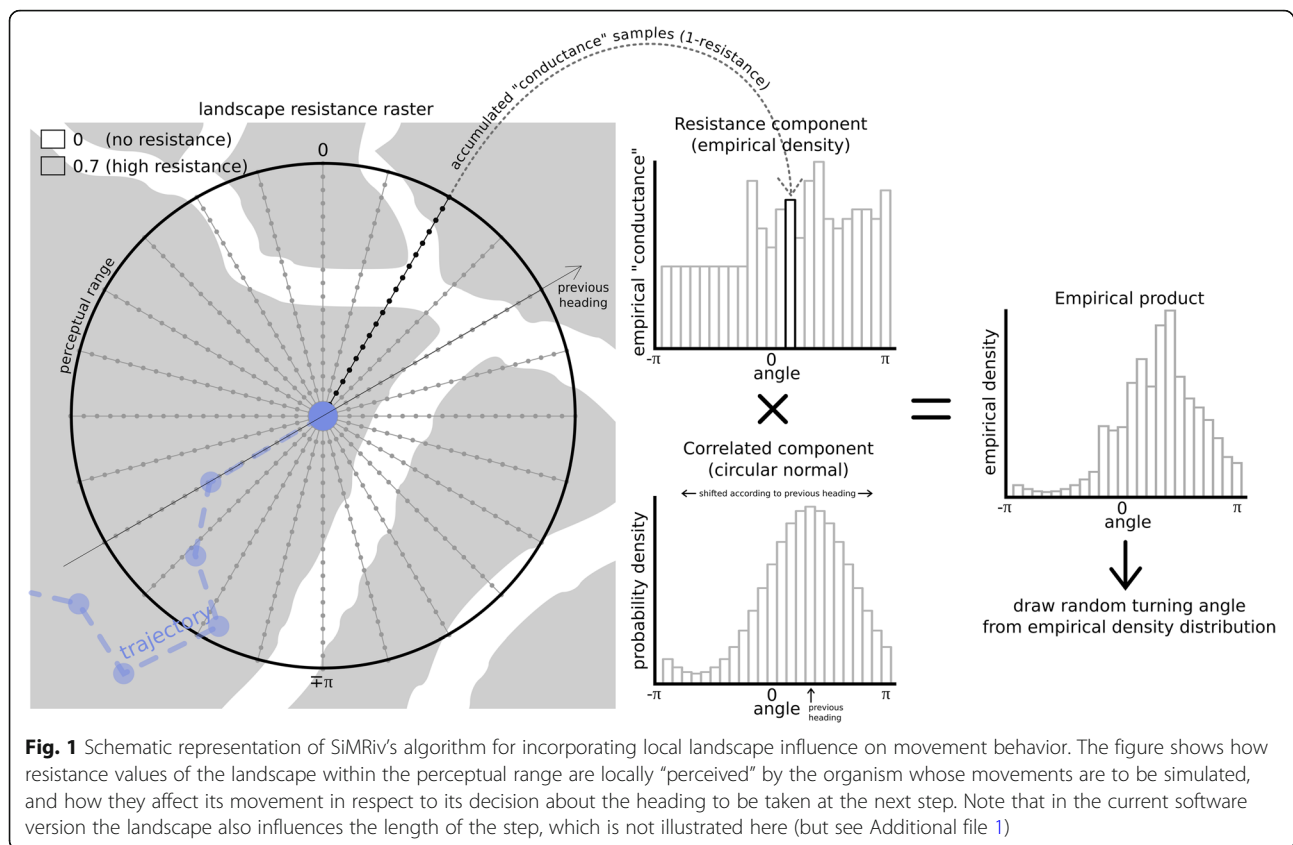 accumulated "conductance" samples (1-resistance)
landscape resistance raster
0 (no resistance)
0.7 (high resistance)
0
perceptual range
previous
heading
trajectory
∓π
Resistance component
(empirical density)
empirical "conductance"
-π
0
π
angle
×
Correlated component
(circular normal)
← shifted according to previous heading →
probability density
-π
0
π
angle
↑ previous
heading
=
Empirical product
empirical density
-π
0
π
angle
draw random turning angle
from empirical density distribution
Fig. 1 Schematic representation of SiMRiv's algorithm for incorporating local landscape influence on movement behavior. The figure shows how
resistance values of the landscape within the perceptual range are locally “perceived” by the organism whose movements are to be simulated,
and how they affect its movement in respect to its decision about the heading to be taken at the next step. Note that in the current software
version the landscape also influences the length of the step, which is not illustrated here (but see Additional file 1)